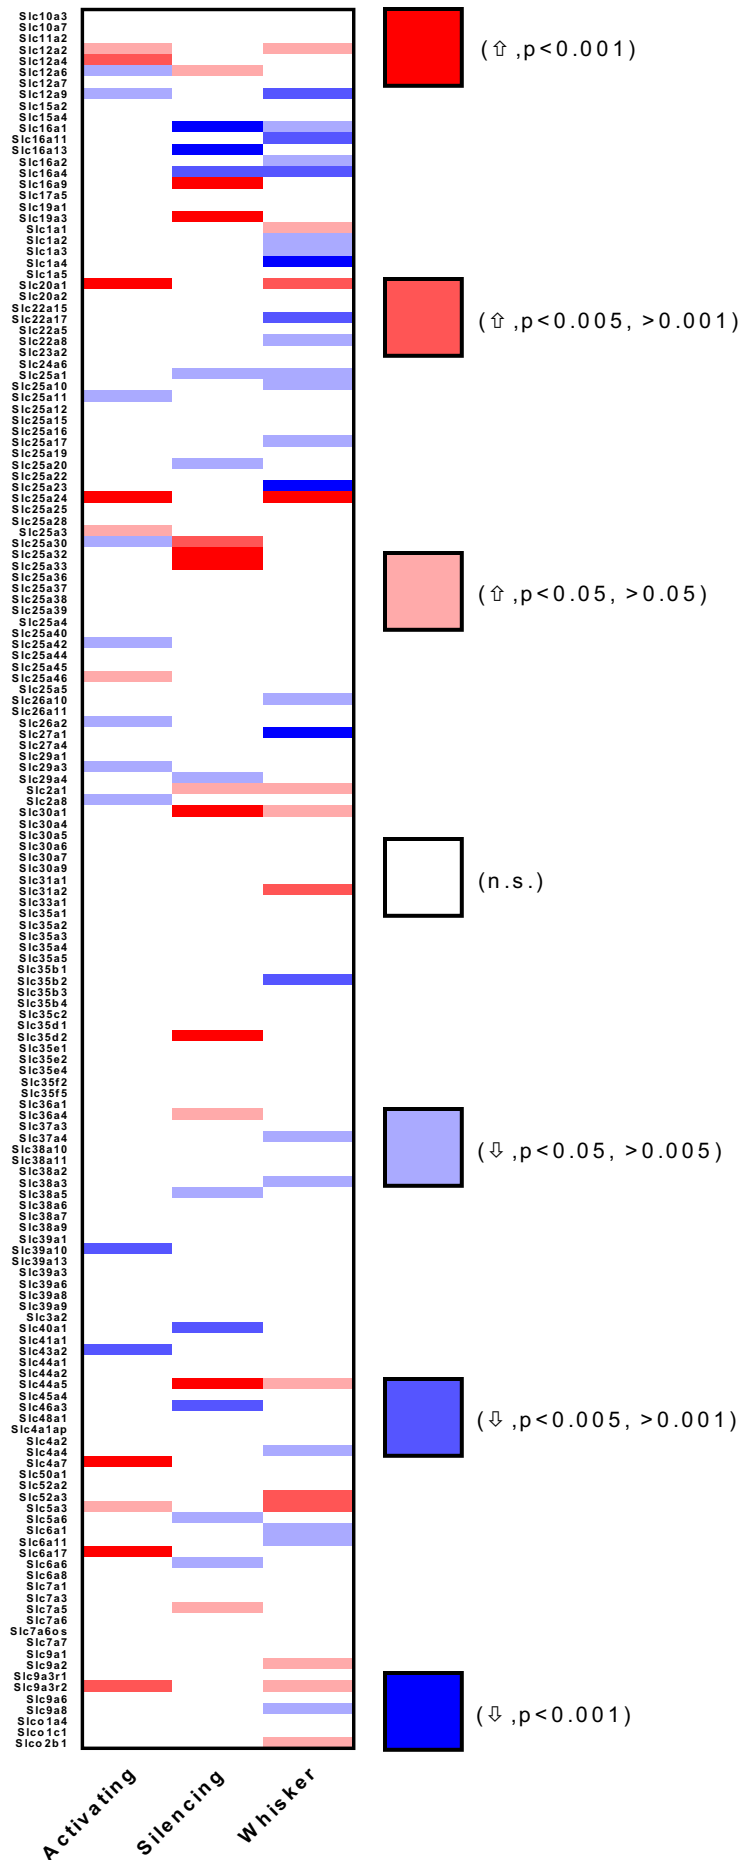 Slc10a3
Slc10a7
Slc11a2
Slc12a2
Slc12a4
Slc12a6
Slc12a7
Slc12a9
Slc15a2
Slc15a4
Slc16a1
Slc16a11
Slc16a13
Slc16a2
Slc16a4
Slc16a9
Slc17a5
Slc19a1
Slc19a3
Slc1a1
Slc1a2
Slc1a3
Slc1a4
Slc1a5
Slc20a1
Slc20a2
Slc22a15
Slc22a17
Slc22a5
Slc22a8
Slc23a2
Slc24a6
Slc25a1
Slc25a10
Slc25a11
Slc25a12
Slc25a15
Slc25a16
Slc25a17
Slc25a19
Slc25a20
Slc25a22
Slc25a23
Slc25a24
Slc25a25
Slc25a28
Slc25a3
Slc25a30
Slc25a32
Slc25a33
Slc25a36
Slc25a37
Slc25a38
Slc25a39
Slc25a4
Slc25a40
Slc25a42
Slc25a44
Slc25a45
Slc25a46
Slc25a5
Slc26a10
Slc26a11
Slc26a2
Slc27a1
Slc27a4
Slc29a1
Slc29a3
Slc29a4
Slc2a1
Slc2a8
Slc30a1
Slc30a4
Slc30a5
Slc30a6
Slc30a7
Slc30a9
Slc31a1
Slc31a2
Slc33a1
Slc35a1
Slc35a2
Slc35a3
Slc35a4
Slc35a5
Slc35b1
Slc35b2
Slc35b3
Slc35b4
Slc35c2
Slc35d1
Slc35d2
Slc35e1
Slc35e2
Slc35e4
Slc35f2
Slc35f5
Slc36a1
Slc36a4
Slc37a3
Slc37a4
Slc38a10
Slc38a11
Slc38a2
Slc38a3
Slc38a5
Slc38a6
Slc38a7
Slc38a9
Slc39a1
Slc39a10
Slc39a13
Slc39a3
Slc39a6
Slc39a8
Slc39a9
Slc3a2
Slc40a1
Slc41a1
Slc43a2
Slc44a1
Slc44a2
Slc44a5
Slc45a4
Slc46a3
Slc48a1
Slc4a1ap
Slc4a2
Slc4a4
Slc4a7
Slc50a1
Slc52a2
Slc52a3
Slc5a3
Slc5a6
Slc6a1
Slc6a11
Slc6a17
Slc6a6
Slc6a8
Slc7a1
Slc7a3
Slc7a5
Slc7a6
Slc7a6os
Slc7a7
Slc9a1
Slc9a2
Slc9a3r1
Slc9a3r2
Slc9a6
Slc9a8
Slco1a4
Slco1c1
Slco2b1
Activating
Silencing
Whisker
(⇧,p<0.001)
(⇧,p<0.005, >0.001)
(⇧,p<0.05, >0.05)
(n.s.)
(⇩,p<0.05, >0.005)
(⇩,p<0.005, >0.001)
(⇩,p<0.001)